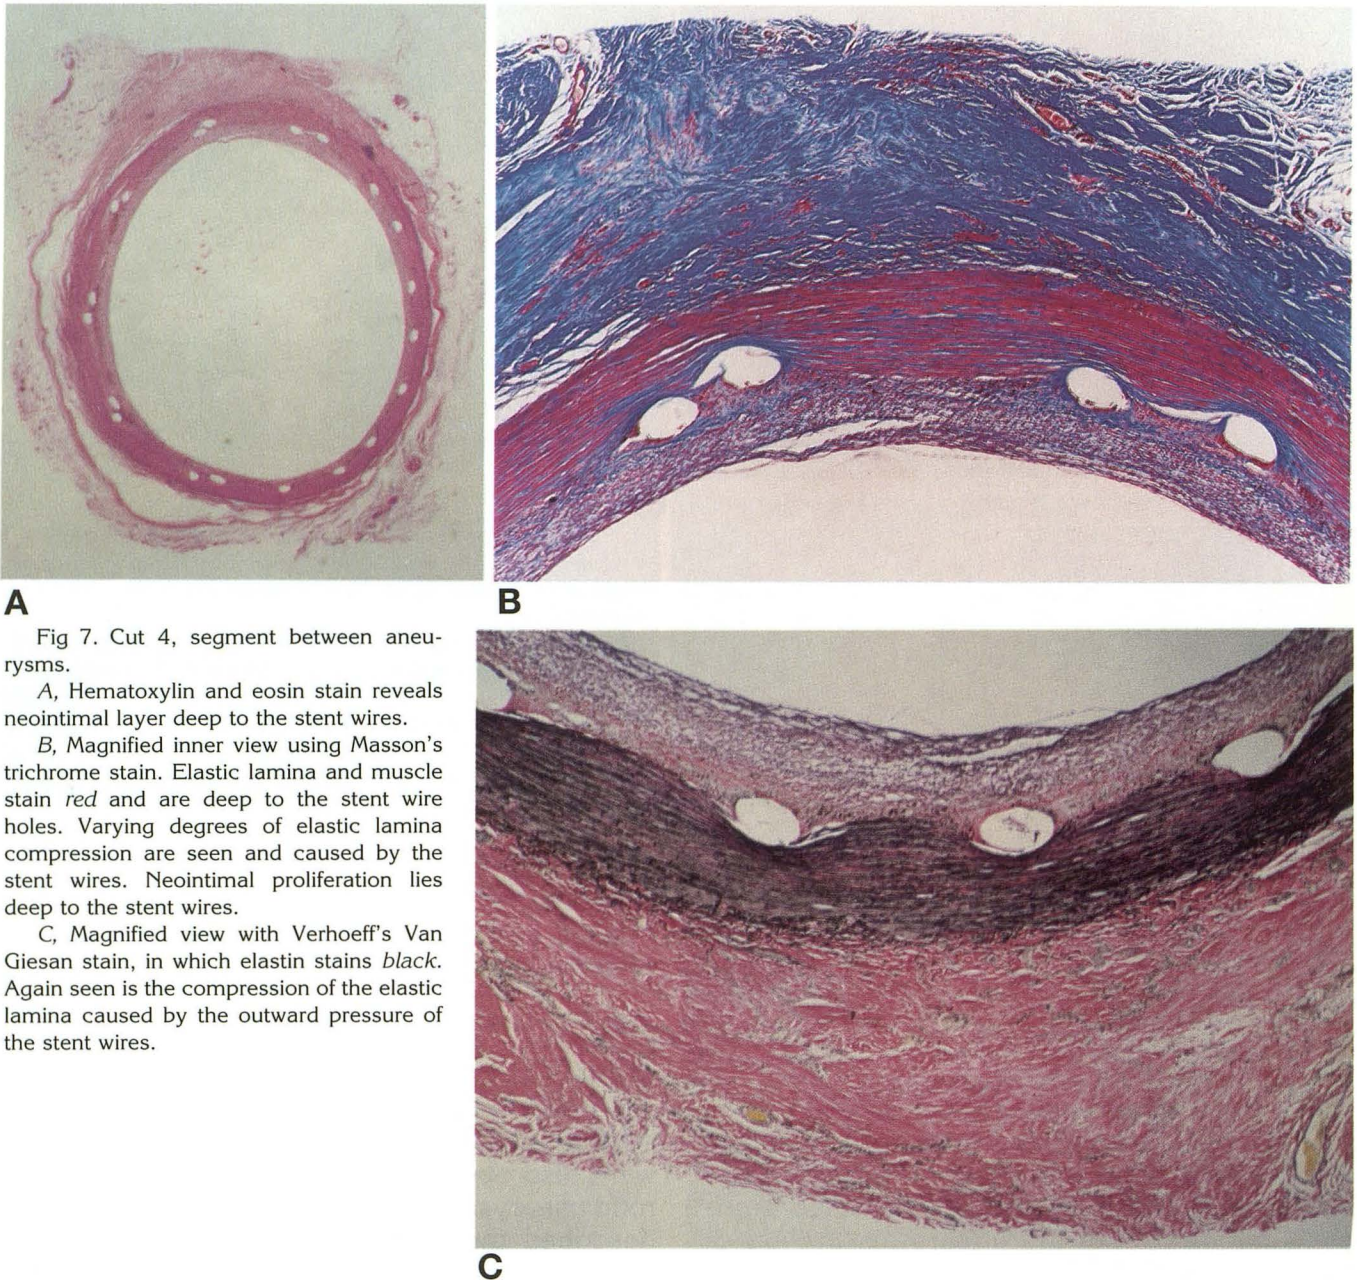 A
B
Fig 7. Cut 4, segment between aneu-
rysms.
A, Hematoxylin and eosin stain reveals
neointimal layer deep to the stent wires.
B, Magnified inner view using Masson's
trichrome stain. Elastic lamina and muscle
stain red and are deep to the stent wire
holes. Varying degrees of elastic lamina
compression are seen and caused by the
stent wires. Neointimal proliferation lies
deep to the stent wires.
C, Magnified view with Verhoeff's Van
Giesan stain, in which elastin stains black.
Again seen is the compression of the elastic
lamina caused by the outward pressure of
the stent wires.
C